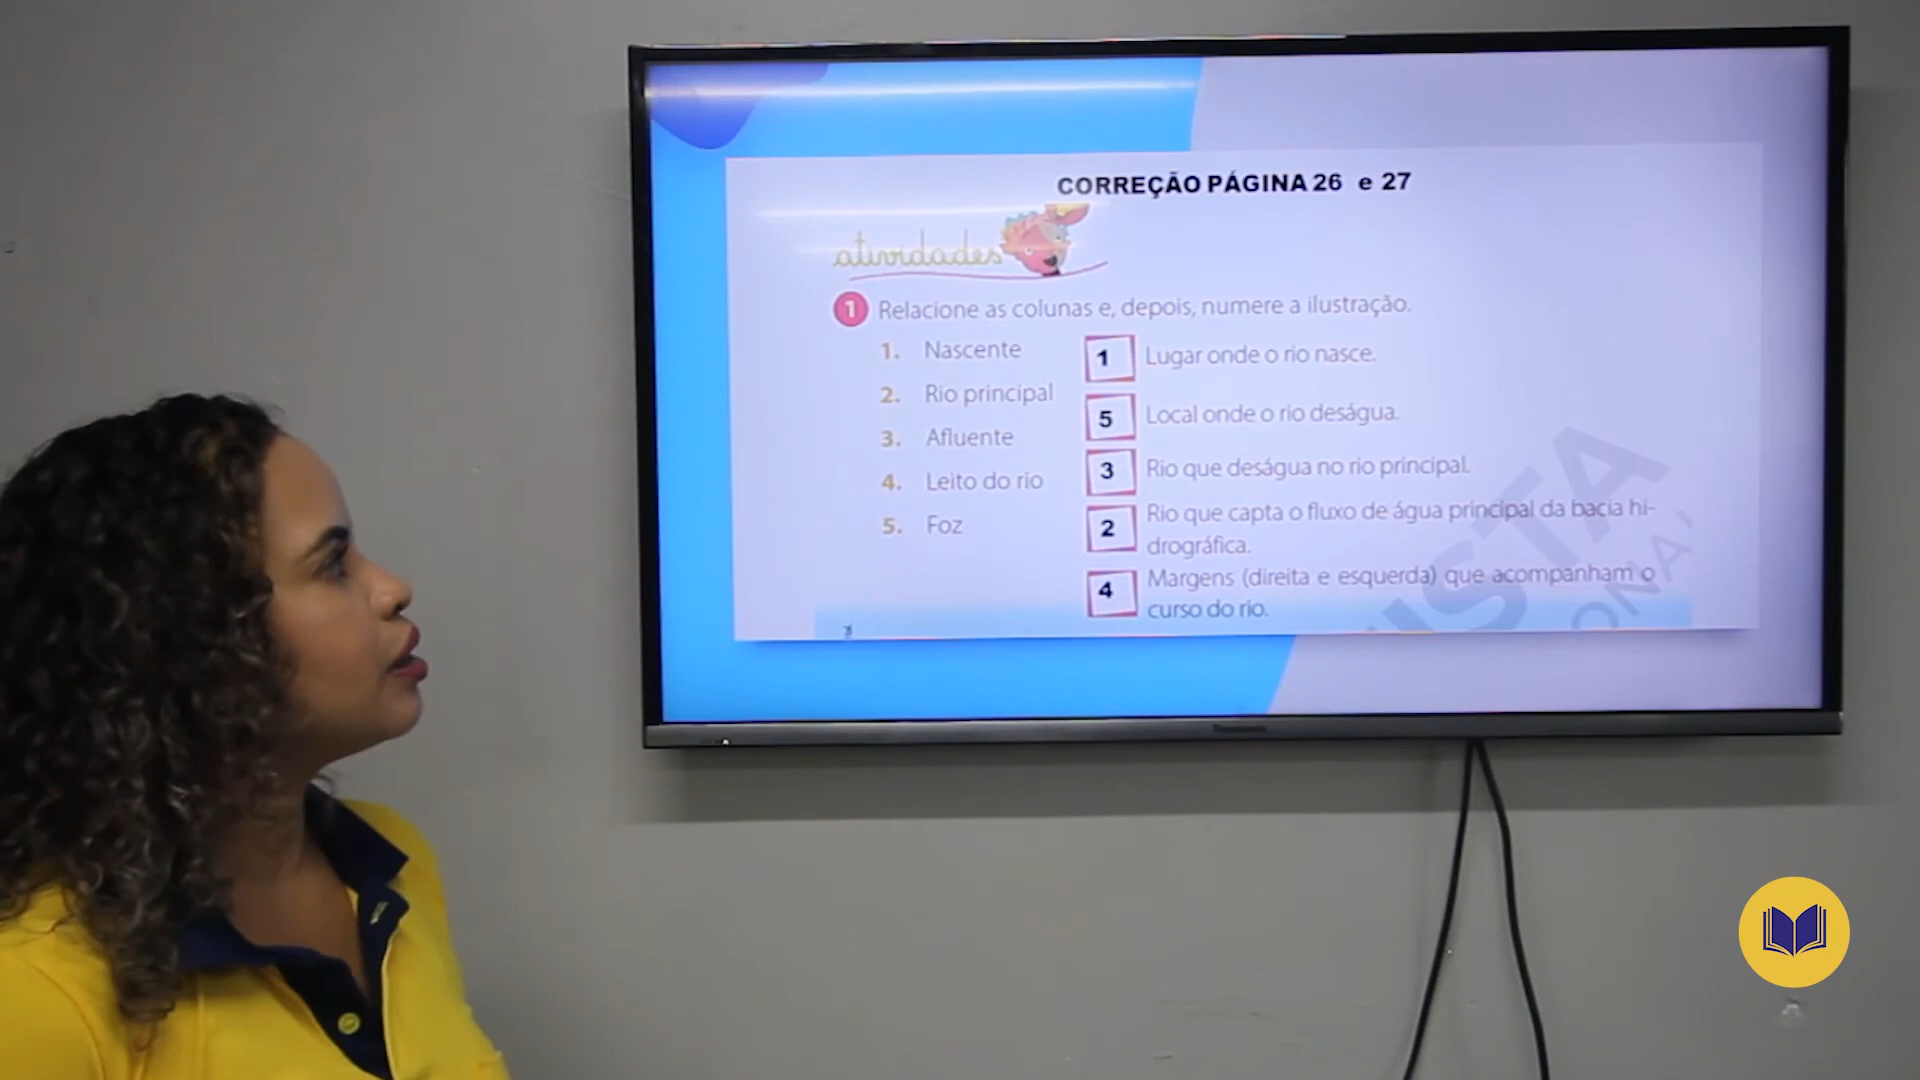 CORREÇÃO PÁGINA 26 e 27
atividades
1 Relacione as colunas e, depois, numere a ilustração.
1. Nascente
2. Rio principal
3. Afluente
4. Leito do rio
5. Foz
1 Lugar onde o rio nasce.
5 Local onde o rio deságua.
3 Rio que deságua no rio principal.
2 Rio que capta o fluxo de água principal da bacia hi-
drográfica.
4 Margens (direita e esquerda) que acompanham o
curso do rio.